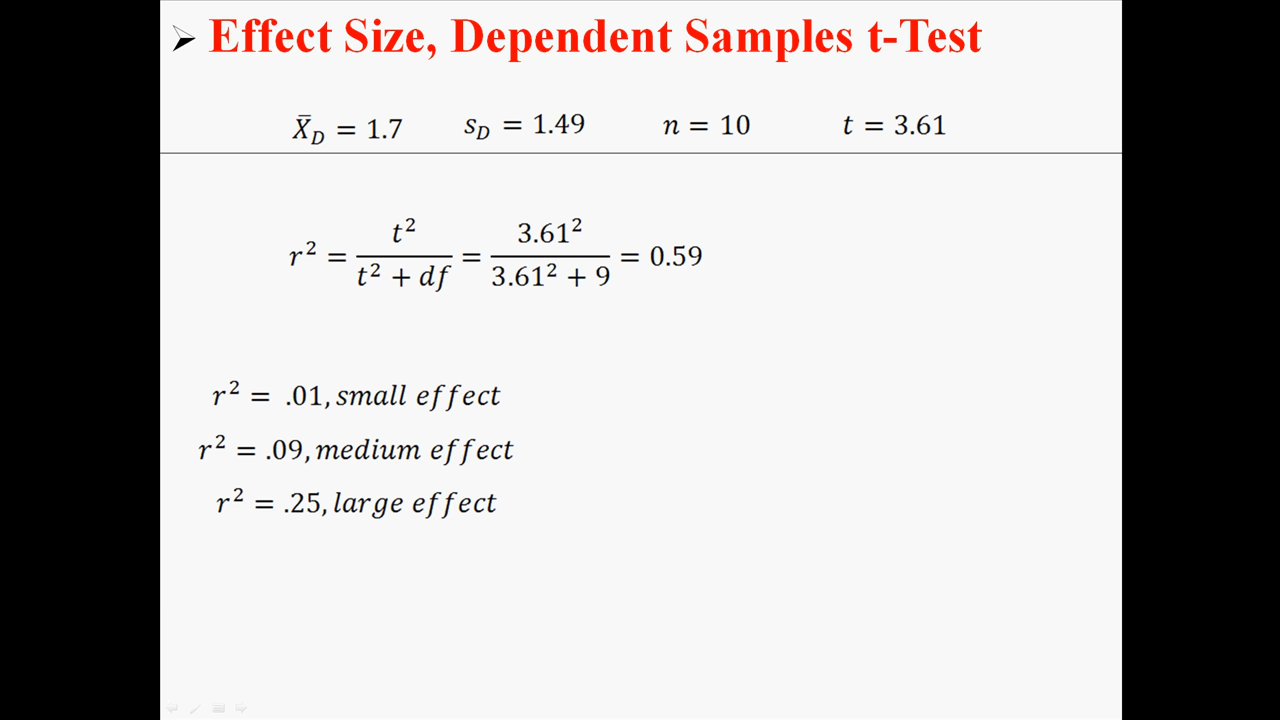 ➢ Effect Size, Dependent Samples t-Test
X̄_D = 1.7 s_D = 1.49 n = 10 t = 3.61
r² = t² / (t² + df) = 3.61² / (3.61² + 9) = 0.59
r² = .01, small effect
r² = .09, medium effect
r² = .25, large effect